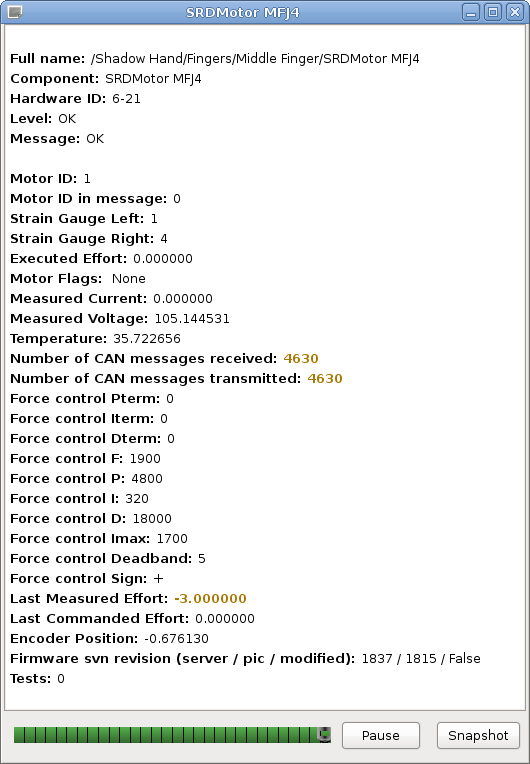 SRDMotor MFJ4
Full name: /Shadow Hand/Fingers/Middle Finger/SRDMotor MFJ4
Component: SRDMotor MFJ4
Hardware ID: 6-21
Level: OK
Message: OK
Motor ID: 1
Motor ID in message: 0
Strain Gauge Left: 1
Strain Gauge Right: 4
Executed Effort: 0.000000
Motor Flags: None
Measured Current: 0.000000
Measured Voltage: 105.144531
Temperature: 35.722656
Number of CAN messages received: 4630
Number of CAN messages transmitted: 4630
Force control Pterm: 0
Force control Iterm: 0
Force control Dterm: 0
Force control F: 1900
Force control P: 4800
Force control I: 320
Force control D: 18000
Force control Imax: 1700
Force control Deadband: 5
Force control Sign: +
Last Measured Effort: -3.000000
Last Commanded Effort: 0.000000
Encoder Position: -0.676130
Firmware svn revision (server / pic / modified): 1837 / 1815 / False
Tests: 0
Pause Snapshot